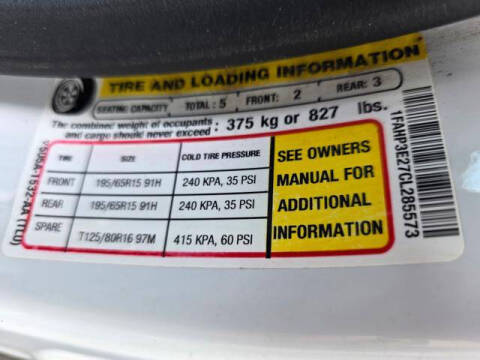 TIRE AND LOADING INFORMATION
SEATING CAPACITY TOTAL: 5 FRONT: 2 REAR: 3
The combined weight of occupants and cargo should never exceed: 375 kg or 827 lbs.
TIRE SIZE COLD TIRE PRESSURE
FRONT 195/65R15 91H 240 KPA, 35 PSI
REAR 195/65R15 91H 240 KPA, 35 PSI
SPARE T125/80R16 97M 415 KPA, 60 PSI
SEE OWNERS
MANUAL FOR
ADDITIONAL
INFORMATION
1FAHP3E27CL285573